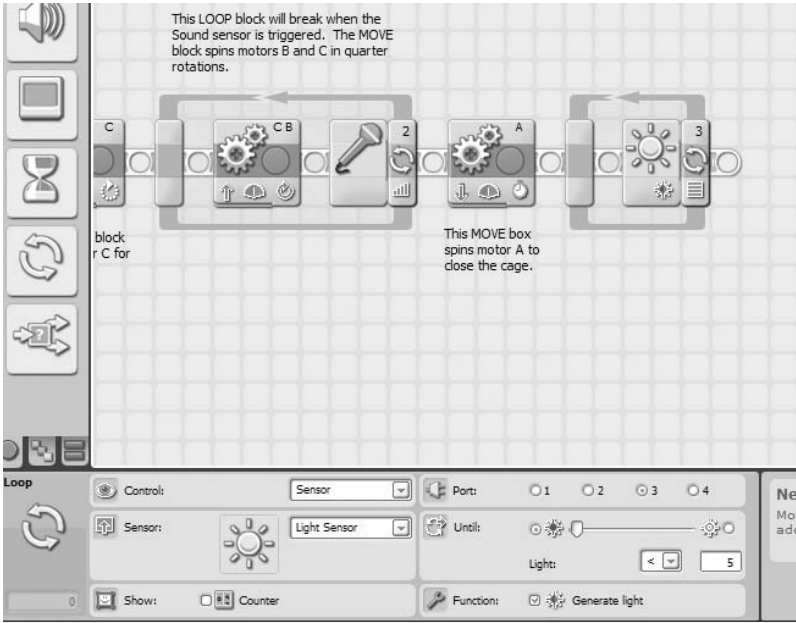 This LOOP block will break when the
Sound sensor is triggered. The MOVE
block spins motors B and C in quarter
rotations.
C
C B
2
A
3
block
r C for
This MOVE box
spins motor A to
close the cage.
Loop
Control:
Sensor
Port:
1 2 3 4
Sensor:
Light Sensor
Until:
Light:
<
5
0
Show:
Counter
Function:
Generate light
Ne
Mo
add